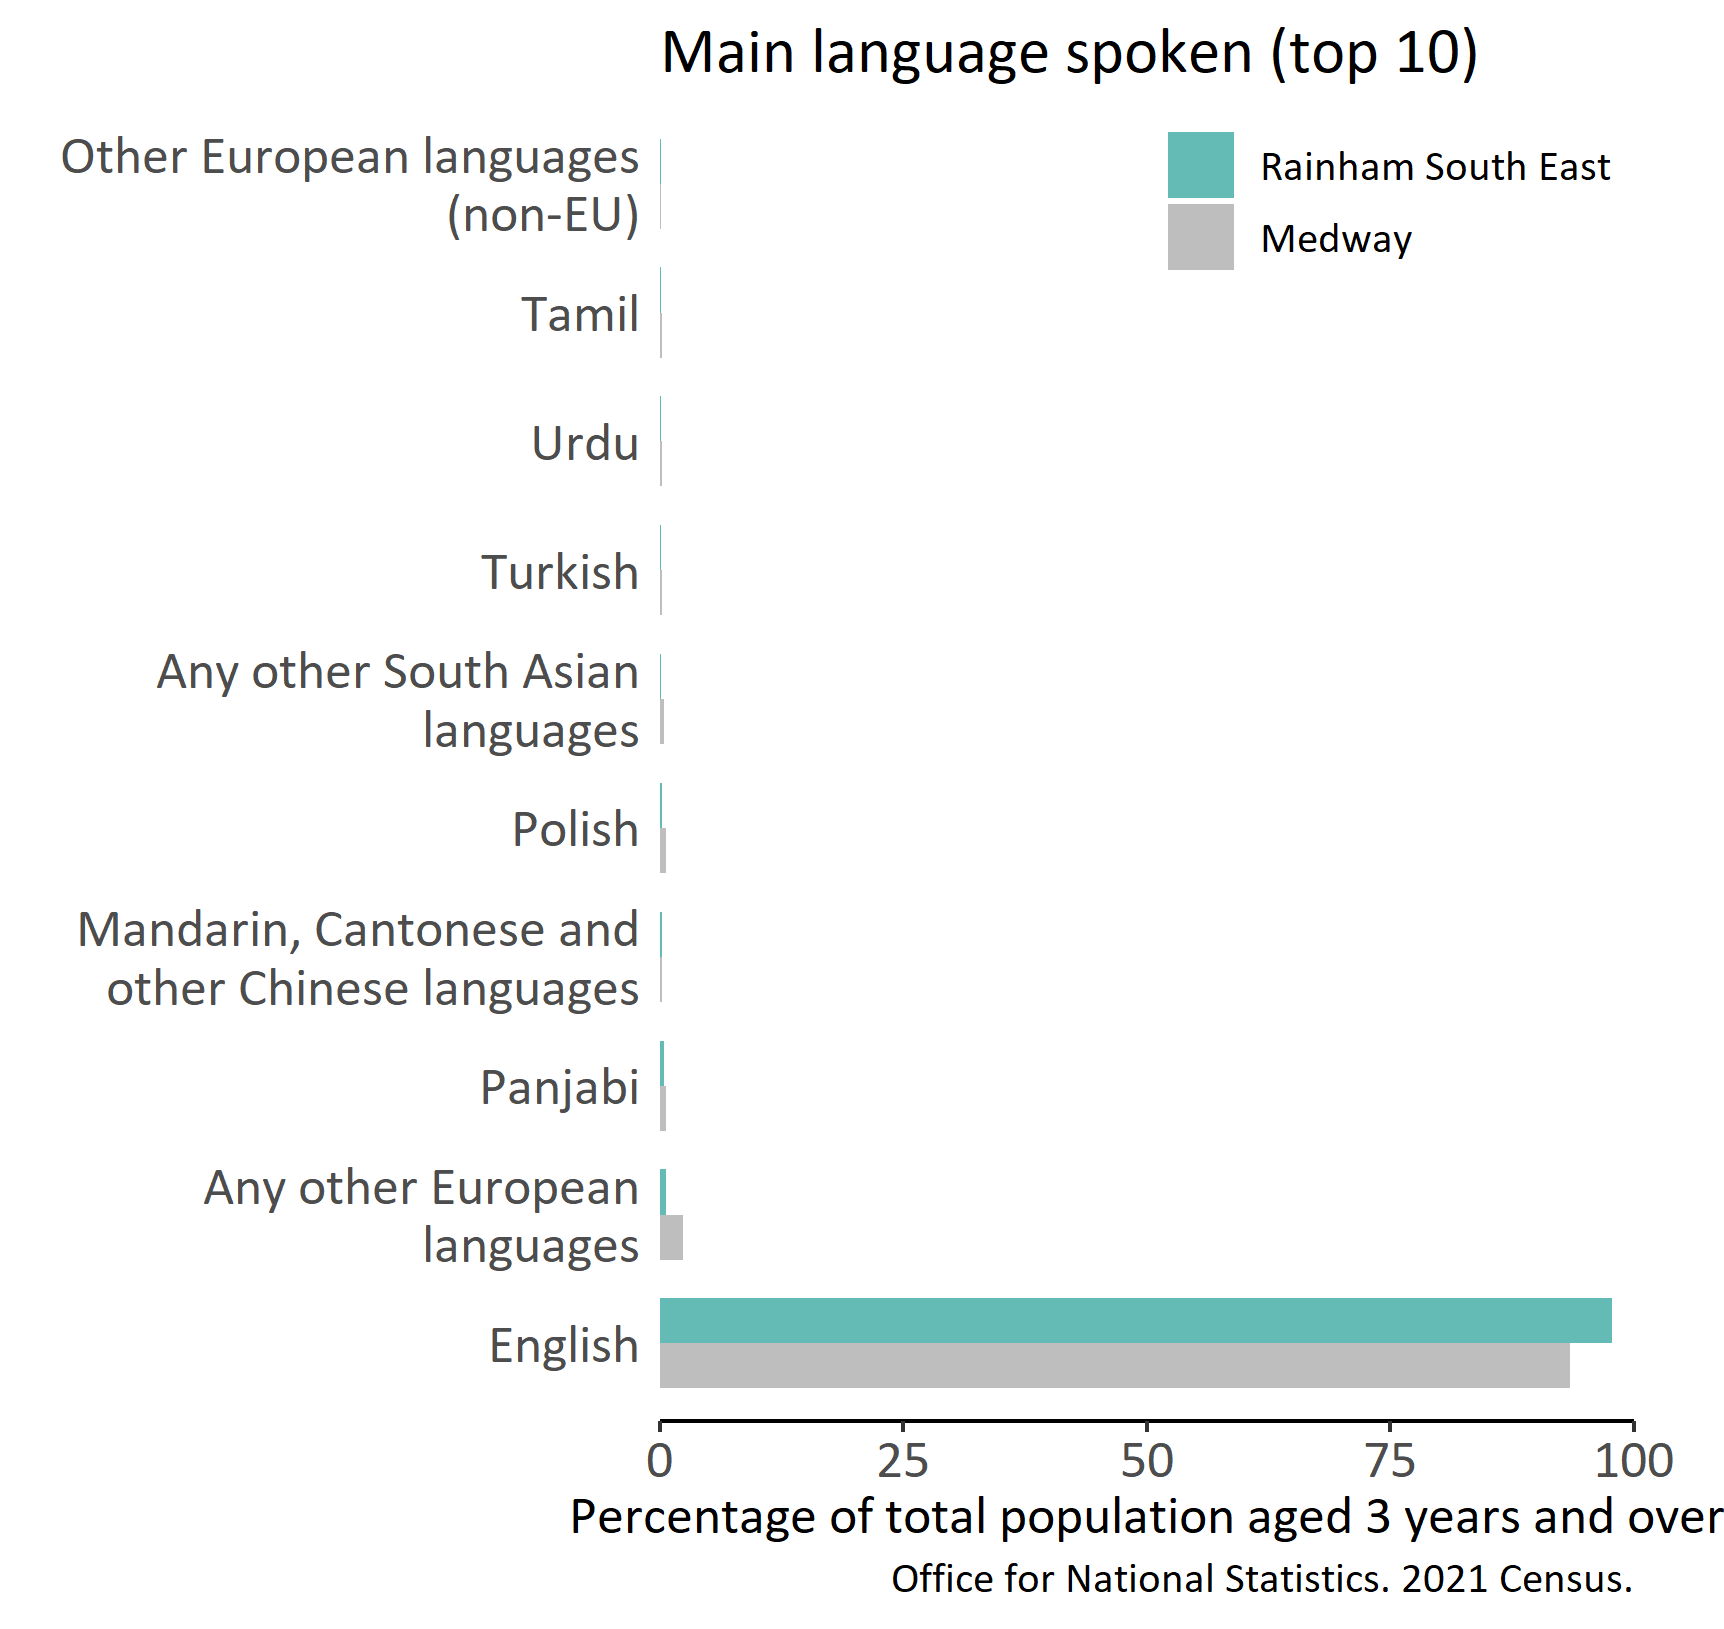 Main language spoken (top 10)
Rainham South East
Medway
Other European languages
(non-EU)
Tamil
Urdu
Turkish
Any other South Asian
languages
Polish
Mandarin, Cantonese and
other Chinese languages
Panjabi
Any other European
languages
English
0 25 50 75 100
Percentage of total population aged 3 years and over
Office for National Statistics. 2021 Census.